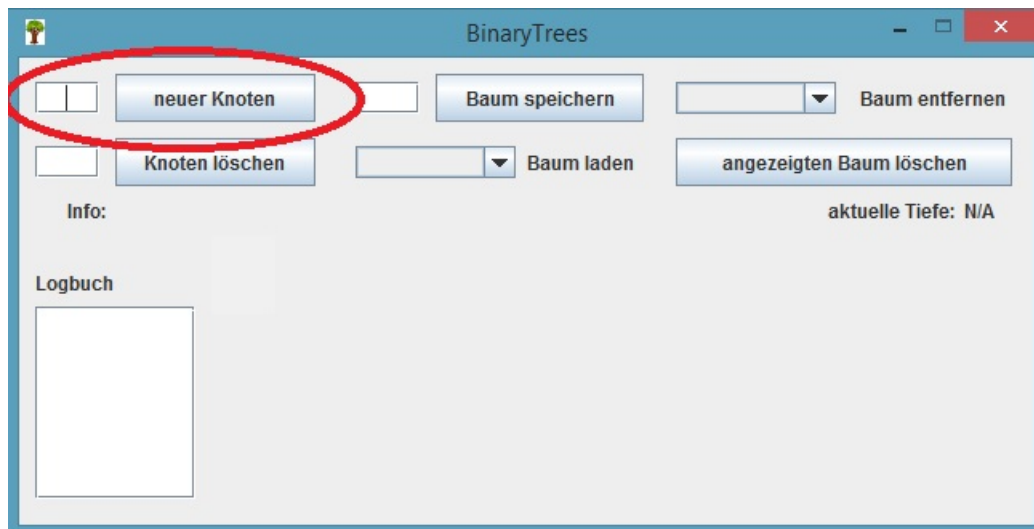 BinaryTrees
neuer Knoten
Baum speichern
Baum entfernen
Knoten löschen
Baum laden
angezeigten Baum löschen
Info:
aktuelle Tiefe: N/A
Logbuch